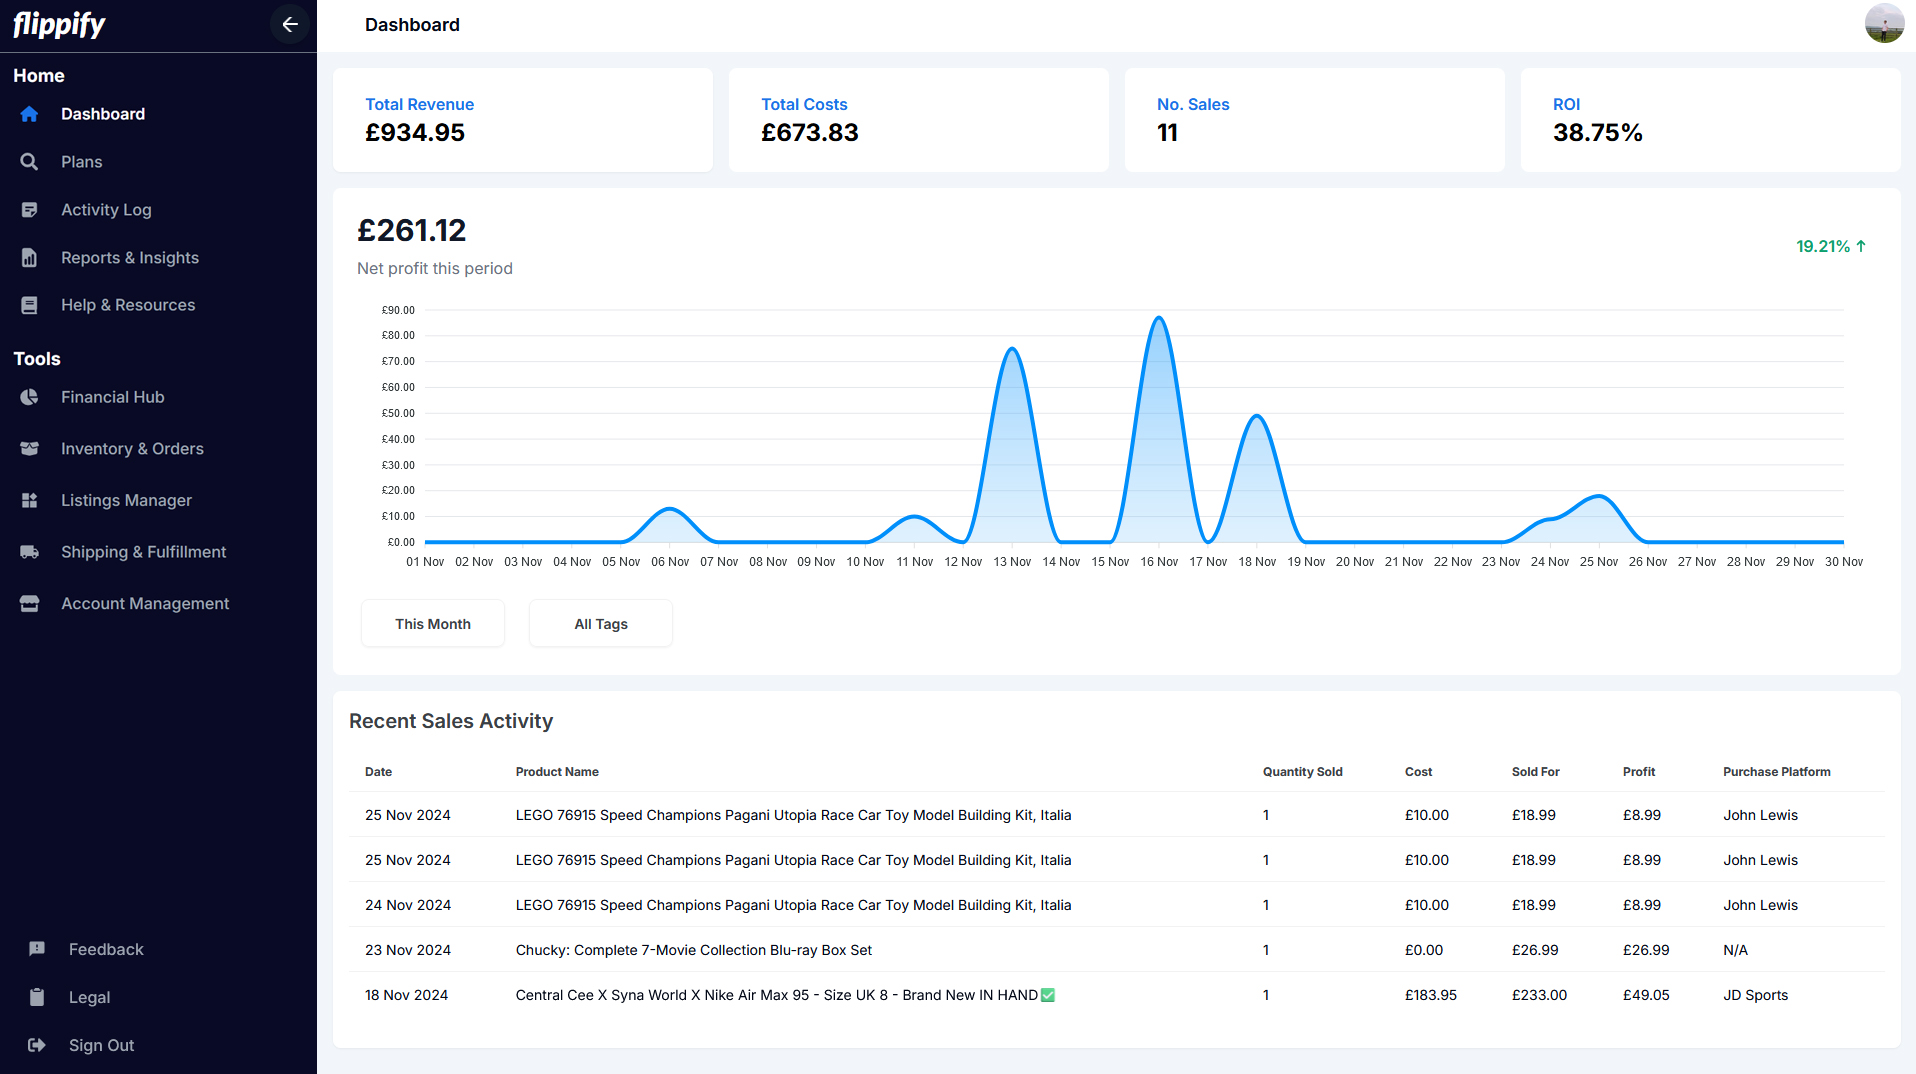 flippify
Dashboard
Home
Dashboard
Plans
Activity Log
Reports & Insights
Help & Resources
Tools
Financial Hub
Inventory & Orders
Listings Manager
Shipping & Fulfillment
Account Management
Feedback
Legal
Sign Out
Total Revenue
£934.95
Total Costs
£673.83
No. Sales
11
ROI
38.75%
£261.12
Net profit this period
19.21% ↑
£90.00
£80.00
£70.00
£60.00
£50.00
£40.00
£30.00
£20.00
£10.00
£0.00
01 Nov 02 Nov 03 Nov 04 Nov 05 Nov 06 Nov 07 Nov 08 Nov 09 Nov 10 Nov 11 Nov 12 Nov 13 Nov 14 Nov 15 Nov 16 Nov 17 Nov 18 Nov 19 Nov 20 Nov 21 Nov 22 Nov 23 Nov 24 Nov 25 Nov 26 Nov 27 Nov 28 Nov 29 Nov 30 Nov
This Month All Tags
Recent Sales Activity
Date Product Name Quantity Sold Cost Sold For Profit Purchase Platform
25 Nov 2024 LEGO 76915 Speed Champions Pagani Utopia Race Car Toy Model Building Kit, Italia 1 £10.00 £18.99 £8.99 John Lewis
25 Nov 2024 LEGO 76915 Speed Champions Pagani Utopia Race Car Toy Model Building Kit, Italia 1 £10.00 £18.99 £8.99 John Lewis
24 Nov 2024 LEGO 76915 Speed Champions Pagani Utopia Race Car Toy Model Building Kit, Italia 1 £10.00 £18.99 £8.99 John Lewis
23 Nov 2024 Chucky: Complete 7-Movie Collection Blu-ray Box Set 1 £0.00 £26.99 £26.99 N/A
18 Nov 2024 Central Cee X Syna World X Nike Air Max 95 - Size UK 8 - Brand New IN HAND✅ 1 £183.95 £233.00 £49.05 JD Sports